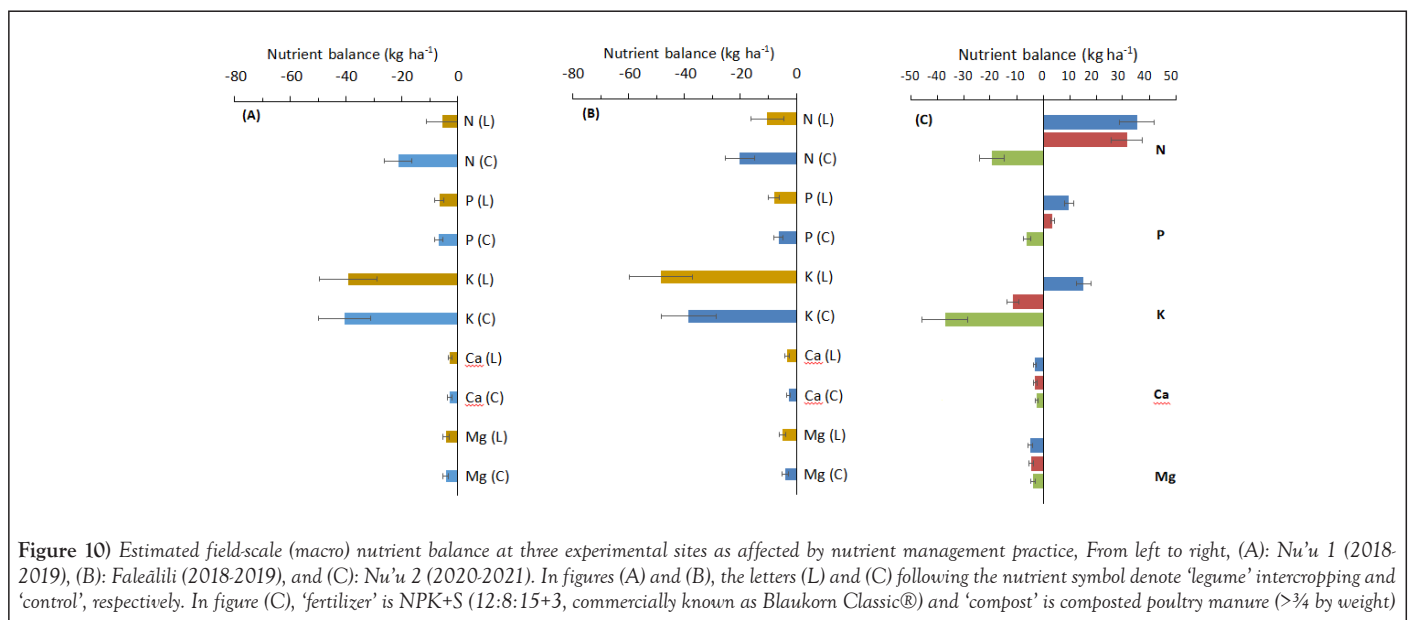 Nutrient balance (kg ha-1)
-80 -60 -40 -20 0
(A)
N (L)
N (C)
P (L)
P (C)
K (L)
K (C)
Ca (L)
Ca (C)
Mg (L)
Mg (C)
Nutrient balance (kg ha-1)
-80 -60 -40 -20 0
(B)
N (L)
N (C)
P (L)
P (C)
K (L)
K (C)
Ca (L)
Ca (C)
Mg (L)
Mg (C)
Nutrient balance (kg ha-1)
-50 -40 -30 -20 -10 0 10 20 30 40 50
(C)
N
P
K
Ca
Mg
Figure 10) Estimated field-scale (macro) nutrient balance at three experimental sites as affected by nutrient management practice, From left to right, (A): Nu'u 1 (2018-
2019), (B): Faleālili (2018-2019), and (C): Nu'u 2 (2020-2021). In figures (A) and (B), the letters (L) and (C) following the nutrient symbol denote 'legume' intercropping and
'control', respectively. In figure (C), 'fertilizer' is NPK+S (12:8:15+3, commercially known as Blaukorn Classic®) and 'compost' is composted poultry manure (>¾ by weight)